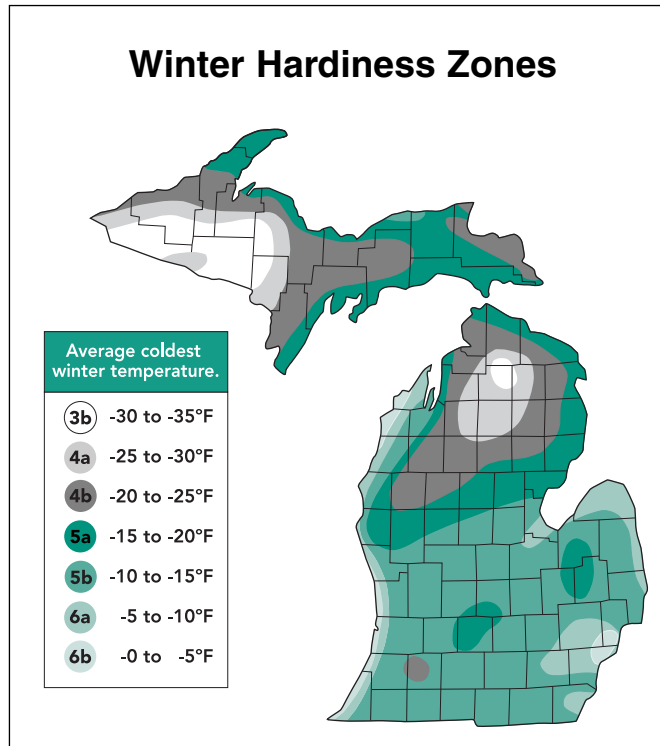 Winter Hardiness Zones
Average coldest
winter temperature.
3b -30 to -35°F
4a -25 to -30°F
4b -20 to -25°F
5a -15 to -20°F
5b -10 to -15°F
6a -5 to -10°F
6b -0 to -5°F